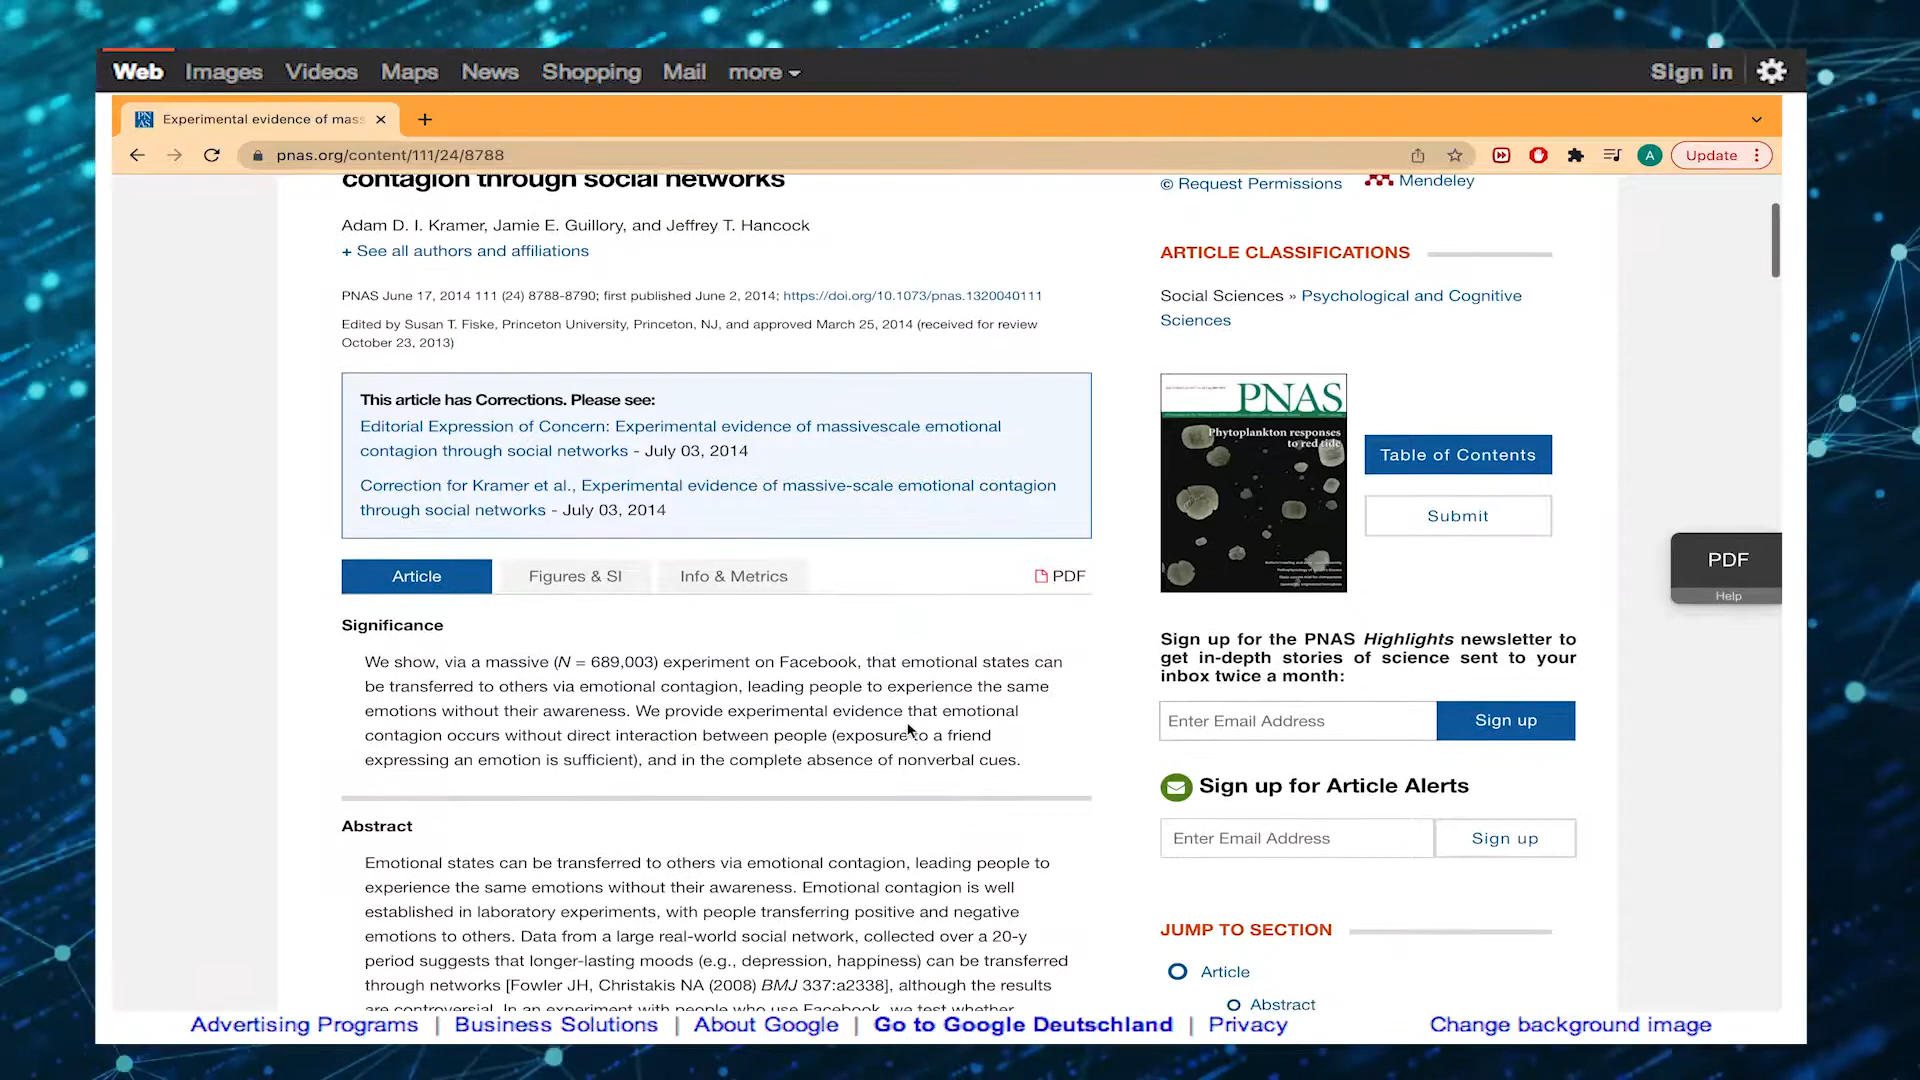 Web Images Videos Maps News Shopping Mail more Sign in
Experimental evidence of mass
pnas.org/content/111/24/8788
A Update
contagion through social networks
Adam D. I. Kramer, Jamie E. Guillory, and Jeffrey T. Hancock
+ See all authors and affiliations
PNAS June 17, 2014 111 (24) 8788-8790; first published June 2, 2014; https://doi.org/10.1073/pnas.1320040111
Edited by Susan T. Fiske, Princeton University, Princeton, NJ, and approved March 25, 2014 (received for review
October 23, 2013)
This article has Corrections. Please see:
Editorial Expression of Concern: Experimental evidence of massivescale emotional
contagion through social networks - July 03, 2014
Correction for Kramer et al., Experimental evidence of massive-scale emotional contagion
through social networks - July 03, 2014
Article Figures & SI Info & Metrics PDF
Significance
We show, via a massive (N = 689,003) experiment on Facebook, that emotional states can
be transferred to others via emotional contagion, leading people to experience the same
emotions without their awareness. We provide experimental evidence that emotional
contagion occurs without direct interaction between people (exposure to a friend
expressing an emotion is sufficient), and in the complete absence of nonverbal cues.
Abstract
Emotional states can be transferred to others via emotional contagion, leading people to
experience the same emotions without their awareness. Emotional contagion is well
established in laboratory experiments, with people transferring positive and negative
emotions to others. Data from a large real-world social network, collected over a 20-y
period suggests that longer-lasting moods (e.g., depression, happiness) can be transferred
through networks [Fowler JH, Christakis NA (2008) BMJ 337:a2338], although the results
are controversial. In an experiment with people who use Facebook, we test whether
© Request Permissions Mendeley
ARTICLE CLASSIFICATIONS
Social Sciences » Psychological and Cognitive
Sciences
PNAS
Phytoplankton responses
to red tide
Table of Contents
Submit
PDF
Help
Sign up for the PNAS Highlights newsletter to
get in-depth stories of science sent to your
inbox twice a month:
Enter Email Address Sign up
Sign up for Article Alerts
Enter Email Address Sign up
JUMP TO SECTION
Article
Abstract
Advertising Programs | Business Solutions | About Google | Go to Google Deutschland | Privacy Change background image